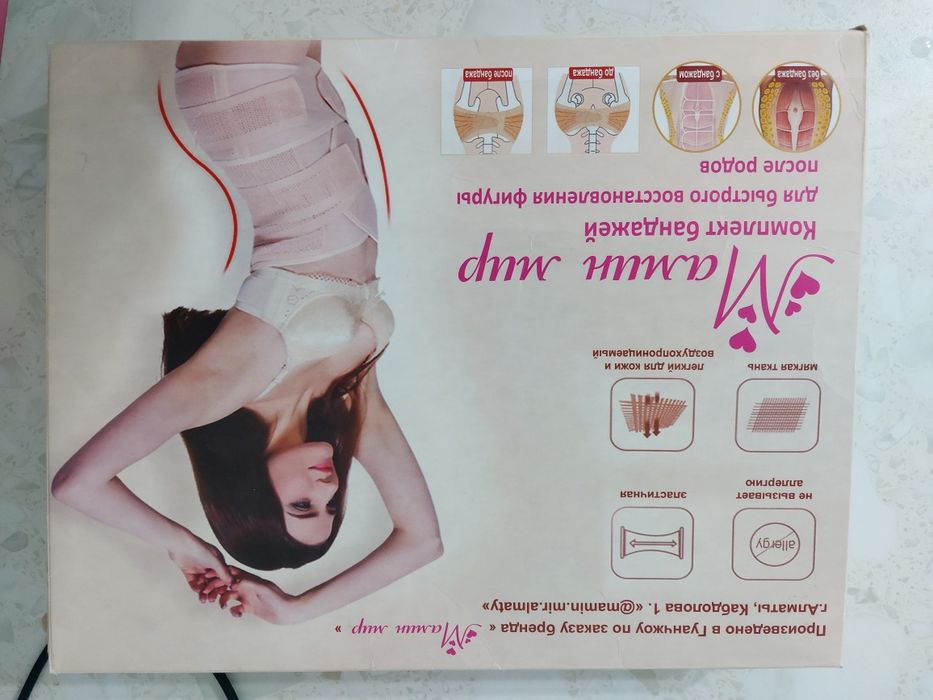 Произведено в Гуанчжоу по заказу бренда « Мамин мир »
г.Алматы, Кабдолова 1. « @mamin.mir.almaty»
allergy
не вызывает
аллергию
эластичная
мягкая ткань
легкий для кожи и
воздухопроницаемый
Мамин мир
Комплект бандажей
для быстрого восстановления фигуры
после родов
без бандажа
с бандажом
до бандажа
после бандажа